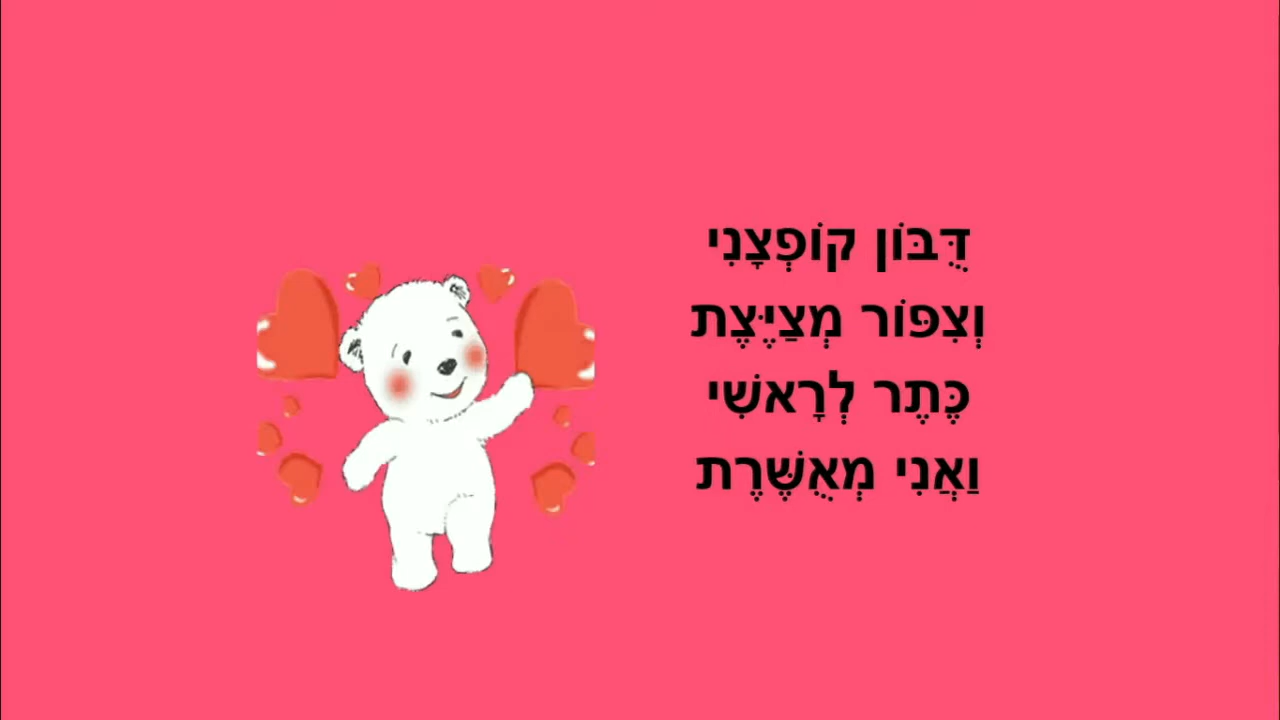 דֻּבּוֹן קוֹפְצָנִי
וְצִפּוֹר מְצַיֶּצֶת
כֶּתֶר לְרָאשִׁי
וַאֲנִי מְאֻשֶּׁרֶת